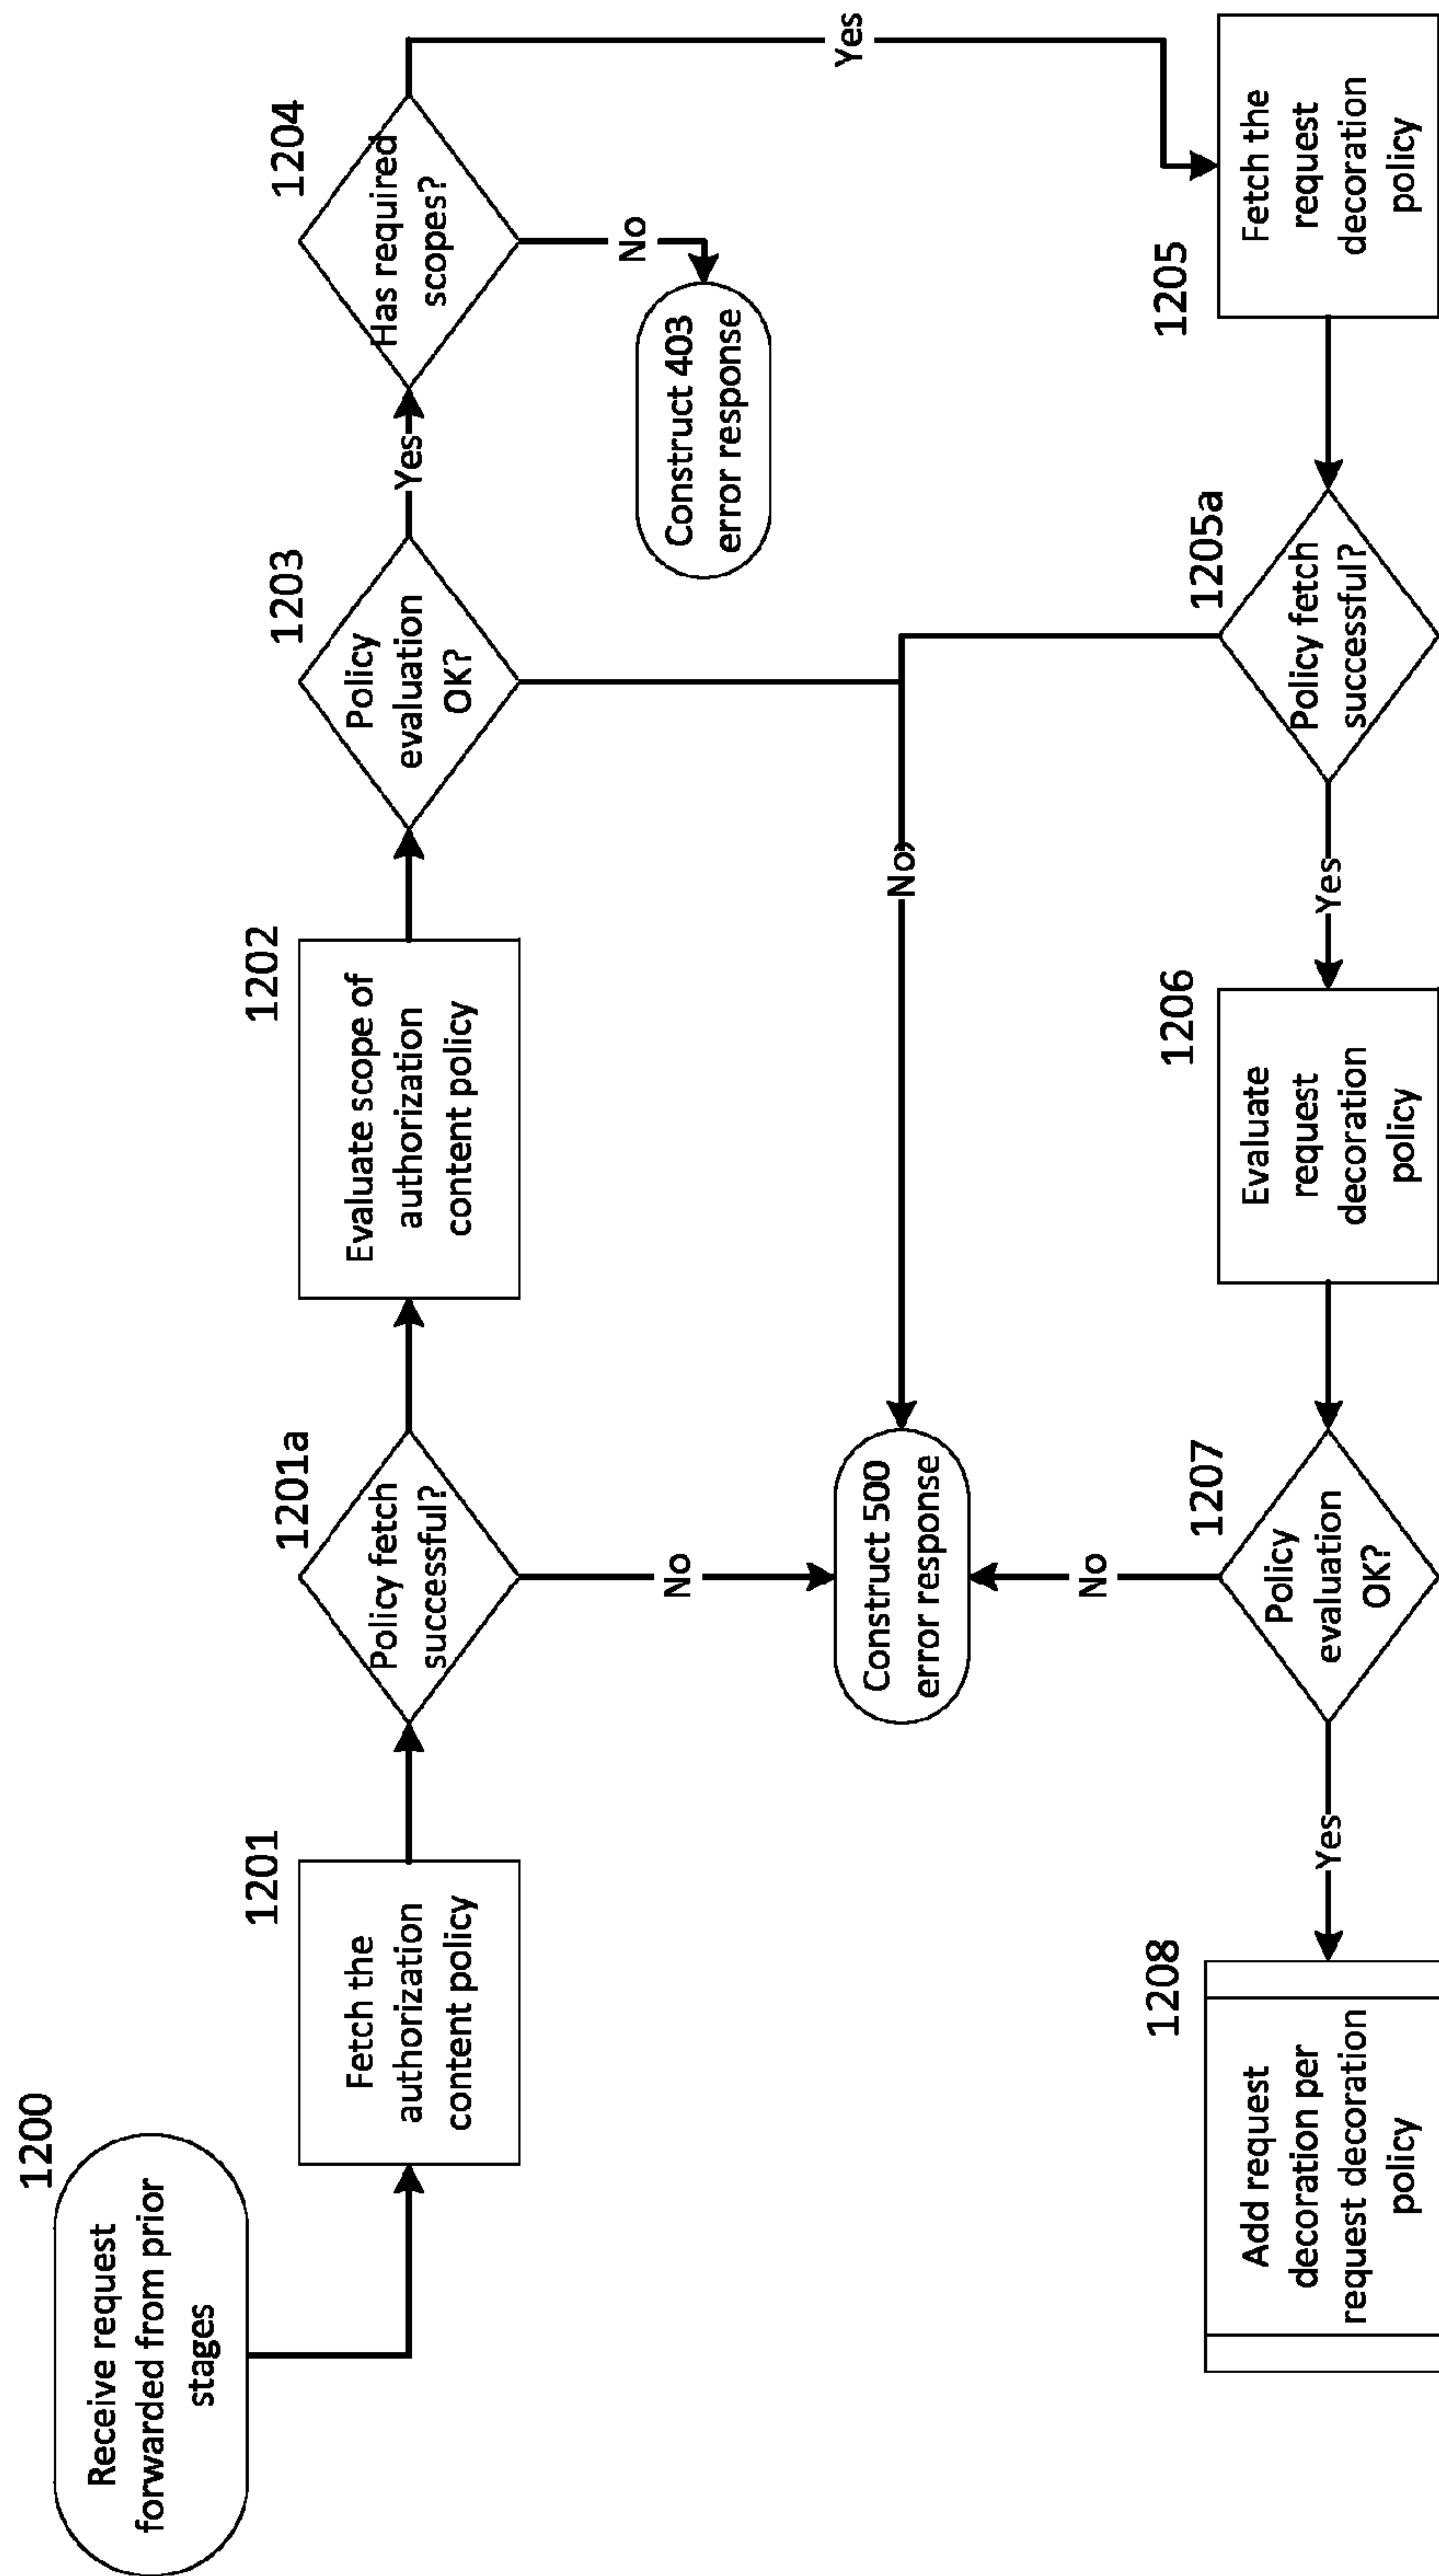 1200
Receive request
forwarded from prior
stages
1201
Fetch the
authorization
content policy
1201a
Policy fetch
successful?
No
1202
Evaluate scope of
authorization
content policy
1203
Policy
evaluation
OK?
Yes
1204
Has required
scopes?
No
Construct 403
error response
Yes
No
Construct 500
error response
1205
Fetch the
request
decoration
policy
1205a
Policy fetch
successful?
Yes
1206
Evaluate
request
decoration
policy
1207
Policy
evaluation
OK?
No
Yes
1208
Add request
decoration per
request decoration
policy